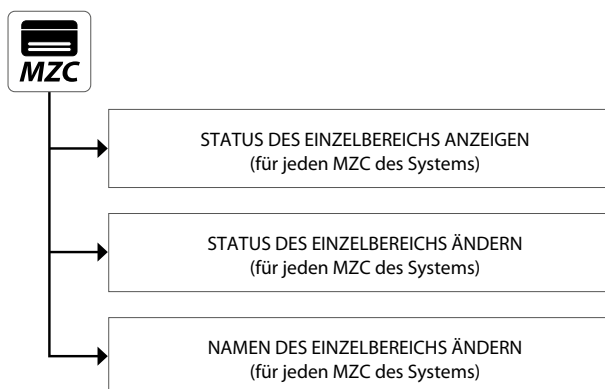 MZC
STATUS DES EINZELBEREICHS ANZEIGEN
(für jeden MZC des Systems)
STATUS DES EINZELBEREICHS ÄNDERN
(für jeden MZC des Systems)
NAMEN DES EINZELBEREICHS ÄNDERN
(für jeden MZC des Systems)